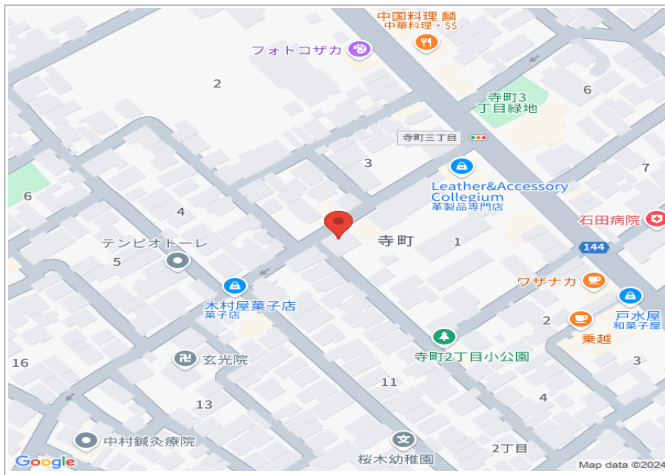 中国料理 麟
中華料理・SS
フォトコザカ
2
6
寺町3
丁目緑地
寺町三丁目
3
Leather&Accessory
Collegium
革製品専門店
6
4
石田病院
寺町
1
テンピオトーレ
5
144
ワザナカ
木村屋菓子店
菓子店
戸水屋
和菓子屋
2
乗越
16
玄光院
寺町2丁目小公園
3
11
13
4
中村鍼灸療院
桜木幼稚園
2丁目
Google
Map data ©2024